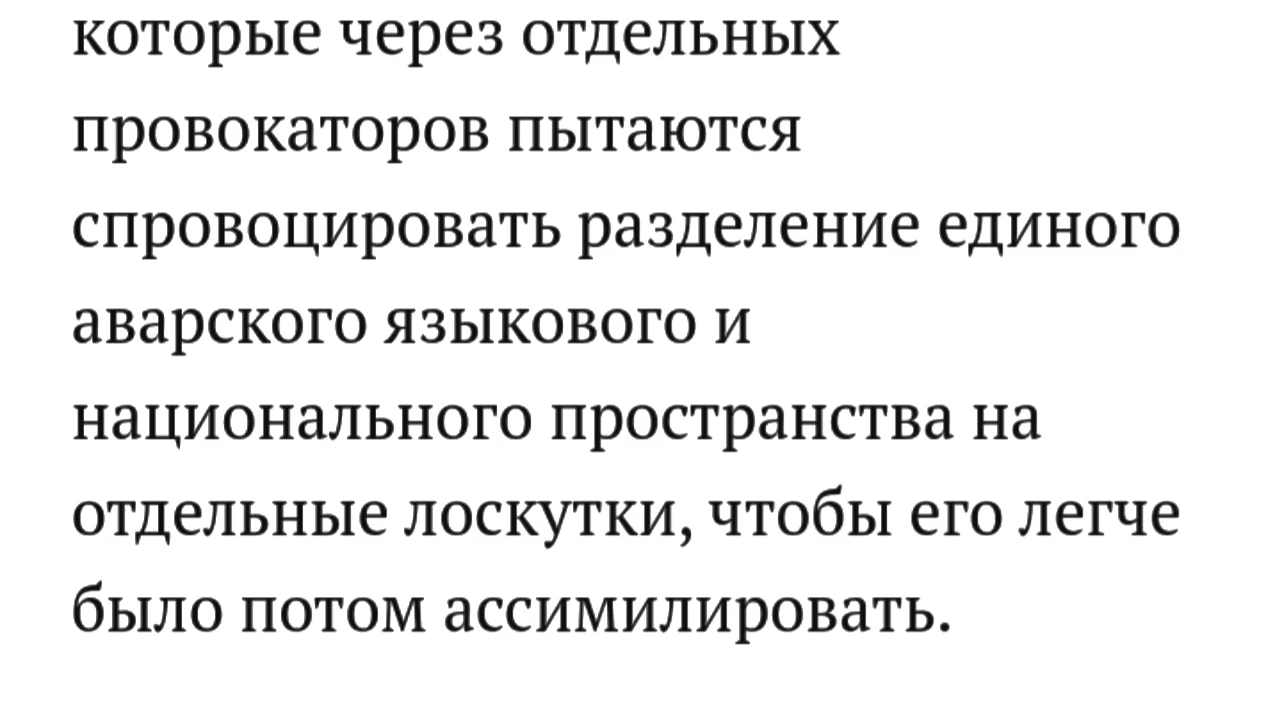 которые через отдельных
провокаторов пытаются
спровоцировать разделение единого
аварского языкового и
национального пространства на
отдельные лоскутки, чтобы его легче
было потом ассимилировать.